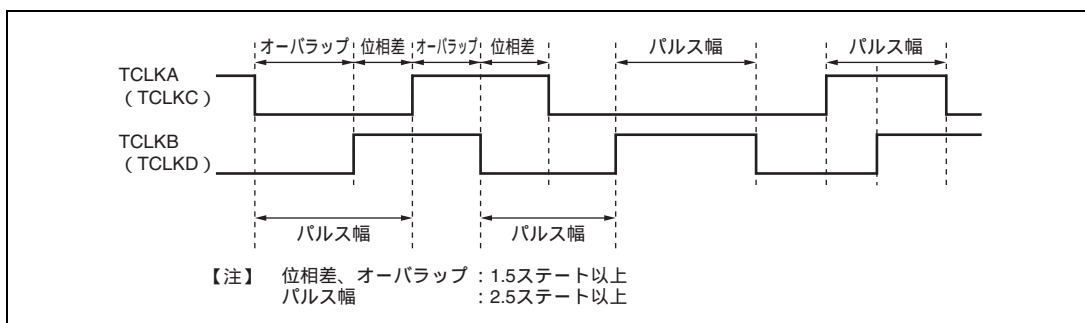 オーバラップ 位相差 オーバラップ 位相差 パルス幅 パルス幅
TCLKA
（TCLKC）
TCLKB
（TCLKD）
パルス幅 パルス幅
【注】 位相差、オーバラップ：1.5ステート以上
パルス幅 ：2.5ステート以上